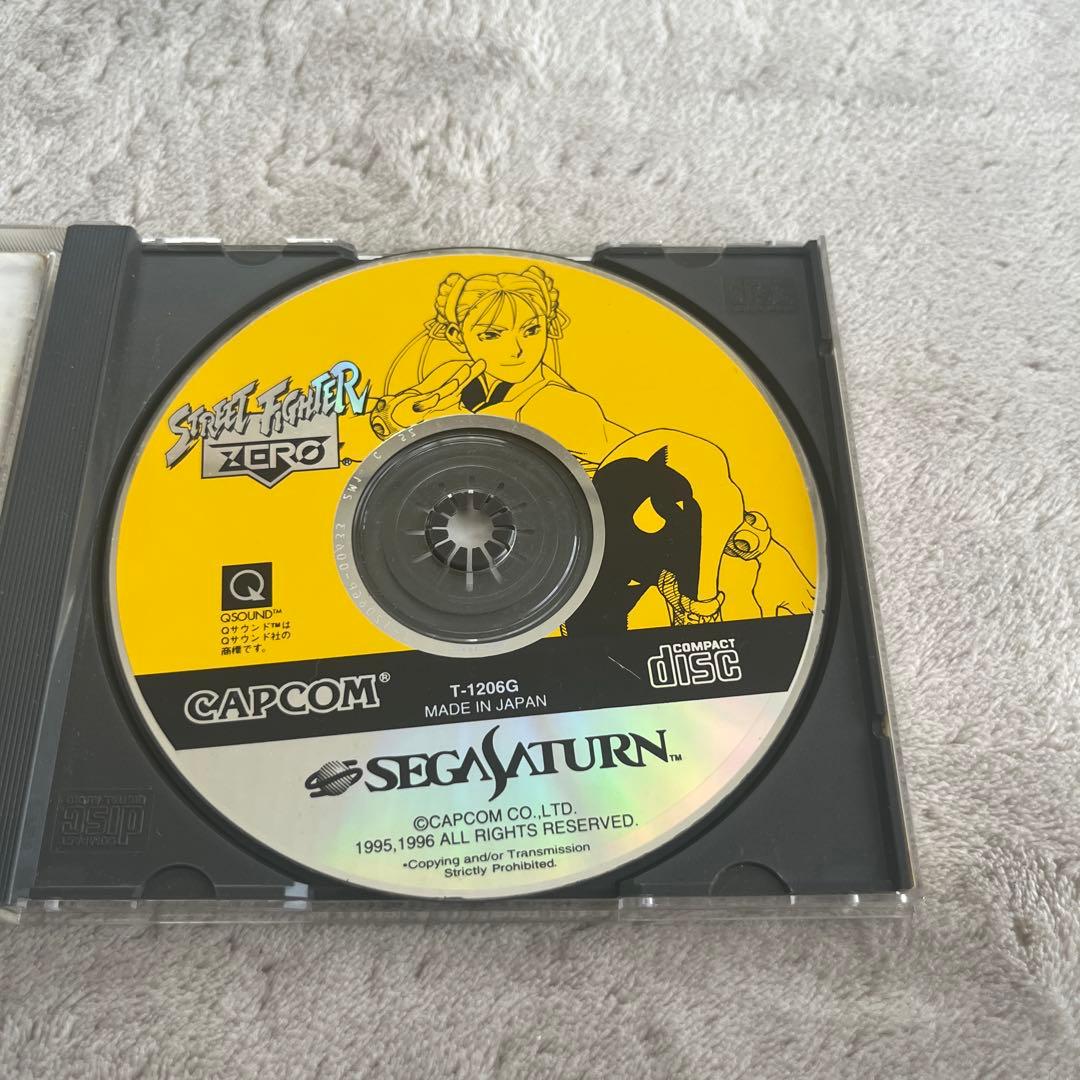 STREET FIGHTER
ZERO®
Q
QSOUND™
Qサウンド™は
Qサウンド社の
商標です。
CAPCOM®
T-1206G
MADE IN JAPAN
COMPACT
disc
SEGA SATURN™
©CAPCOM CO.,LTD.
1995,1996 ALL RIGHTS RESERVED.
•Copying and/or Transmission
Strictly Prohibited.